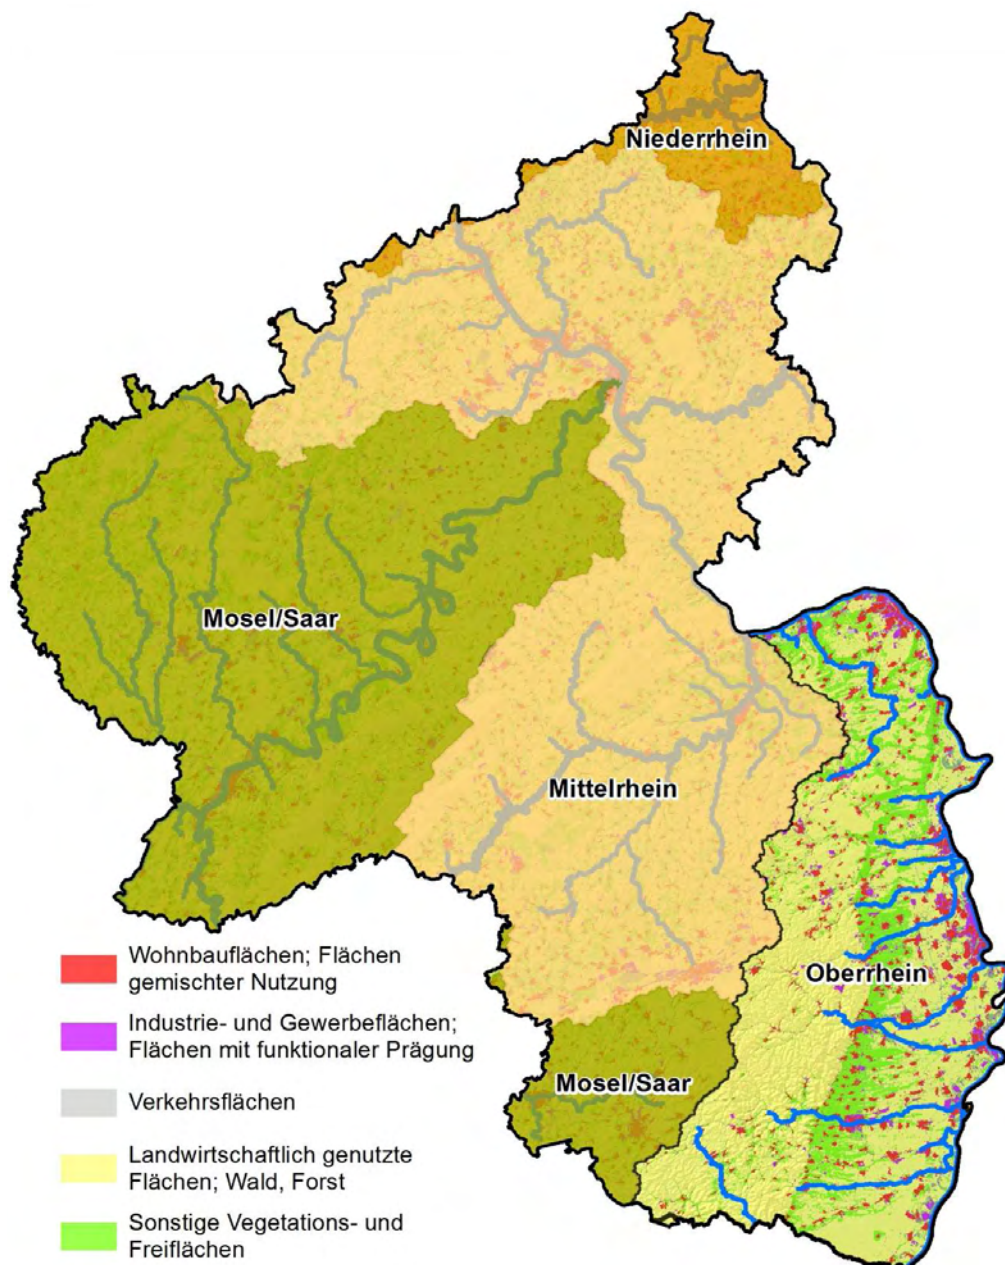 Niederrhein
Mosel/Saar
Mittelrhein
Oberrhein
Mosel/Saar
Wohnbauflächen; Flächen
gemischter Nutzung
Industrie- und Gewerbeflächen;
Flächen mit funktionaler Prägung
Verkehrsflächen
Landwirtschaftlich genutzte
Flächen; Wald, Forst
Sonstige Vegetations- und
Freiflächen